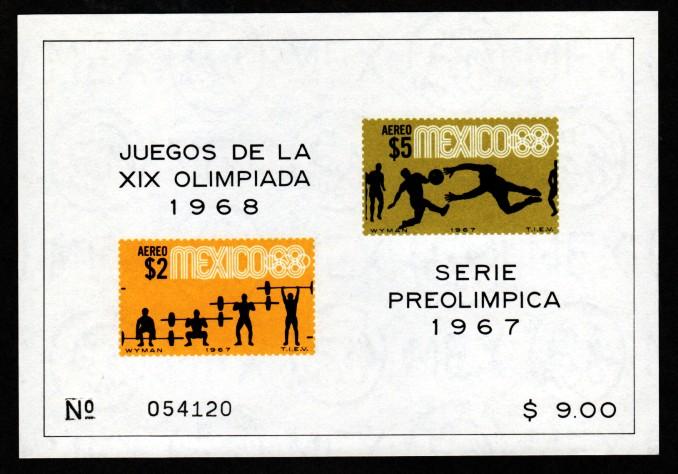 JUEGOS DE LA
XIX OLIMPIADA
1968
AEREO
$5 MEXICO68
WYMAN 1967 T.I.E.V.
AEREO
$2 MEXICO68
WYMAN 1967 T.I.E.V.
SERIE
PREOLIMPICA
1967
Nº 054120
$ 9.00